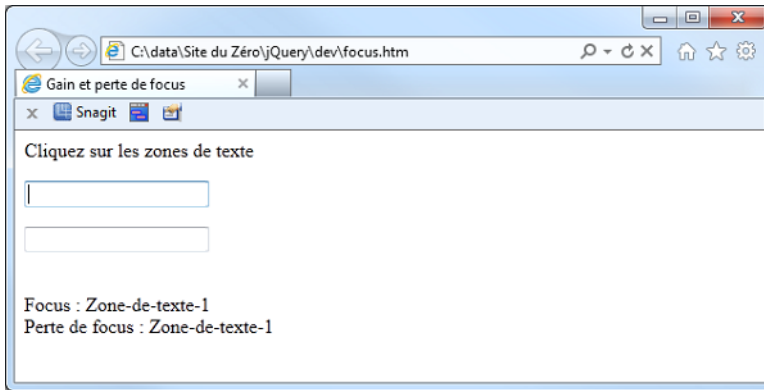 C:\data\Site du Zéro\jQuery\dev\focus.htm
Gain et perte de focus
Snagit
Cliquez sur les zones de texte
Focus : Zone-de-texte-1
Perte de focus : Zone-de-texte-1